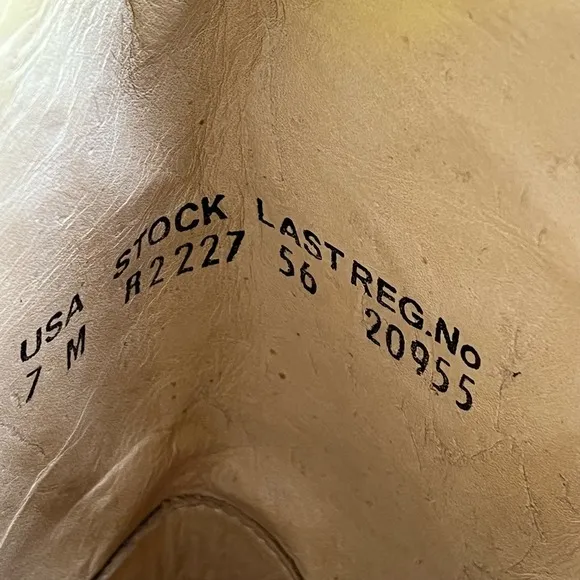 USA STOCK LAST REG.No
7 M R2227 56 20955